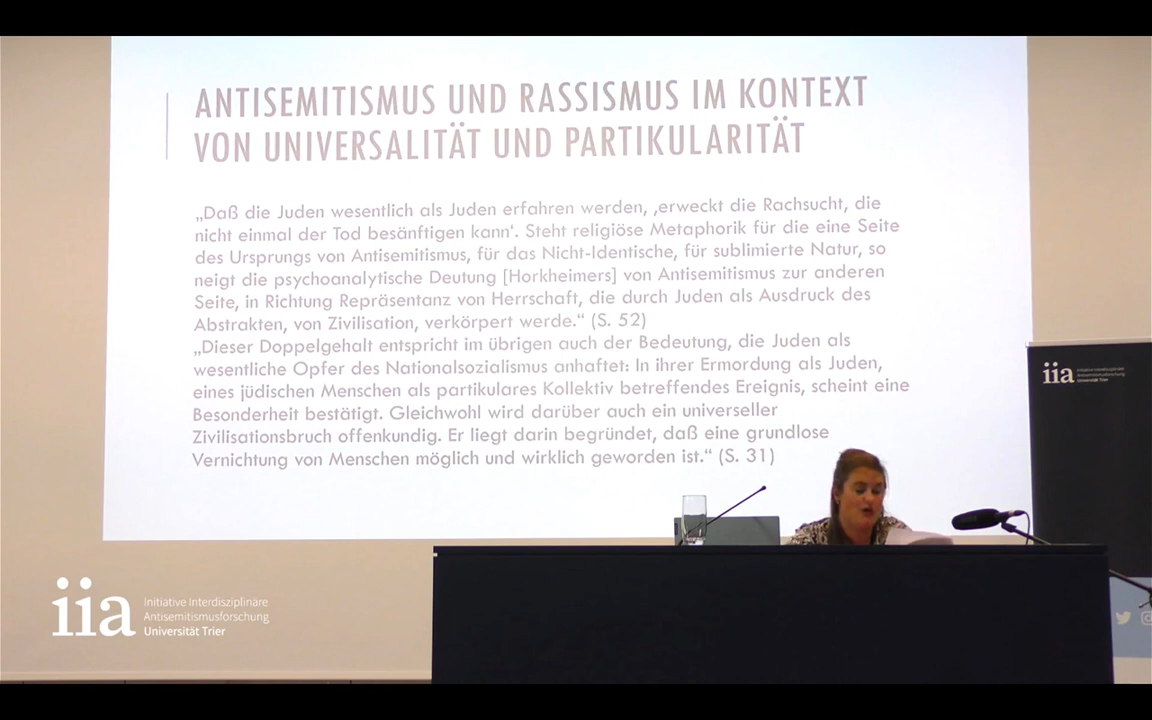 ANTISEMITISMUS UND RASSISMUS IM KONTEXT
VON UNIVERSALITÄT UND PARTIKULARITÄT
„Daß die Juden wesentlich als Juden erfahren werden, ‚erweckt die Rachsucht, die
nicht einmal der Tod besänftigen kann‘. Steht religiöse Metaphorik für die eine Seite
des Ursprungs von Antisemitismus, für das Nicht-Identische, für sublimierte Natur, so
neigt die psychoanalytische Deutung [Horkheimers] von Antisemitismus zur anderen
Seite, in Richtung Repräsentanz von Herrschaft, die durch Juden als Ausdruck des
Abstrakten, von Zivilisation, verkörpert werde.“ (S. 52)
„Dieser Doppelgehalt entspricht im übrigen auch der Bedeutung, die Juden als
wesentliche Opfer des Nationalsozialismus anhaftet: In ihrer Ermordung als Juden,
eines jüdischen Menschen als partikulares Kollektiv betreffendes Ereignis, scheint eine
Besonderheit bestätigt. Gleichwohl wird darüber auch ein universeller
Zivilisationsbruch offenkundig. Er liegt darin begründet, daß eine grundlose
Vernichtung von Menschen möglich und wirklich geworden ist.“ (S. 31)
iia
Initiative Interdisziplinäre
Antisemitismusforschung
Universität Trier
iia
Initiative Interdisziplinäre
Antisemitismusforschung
Universität Trier